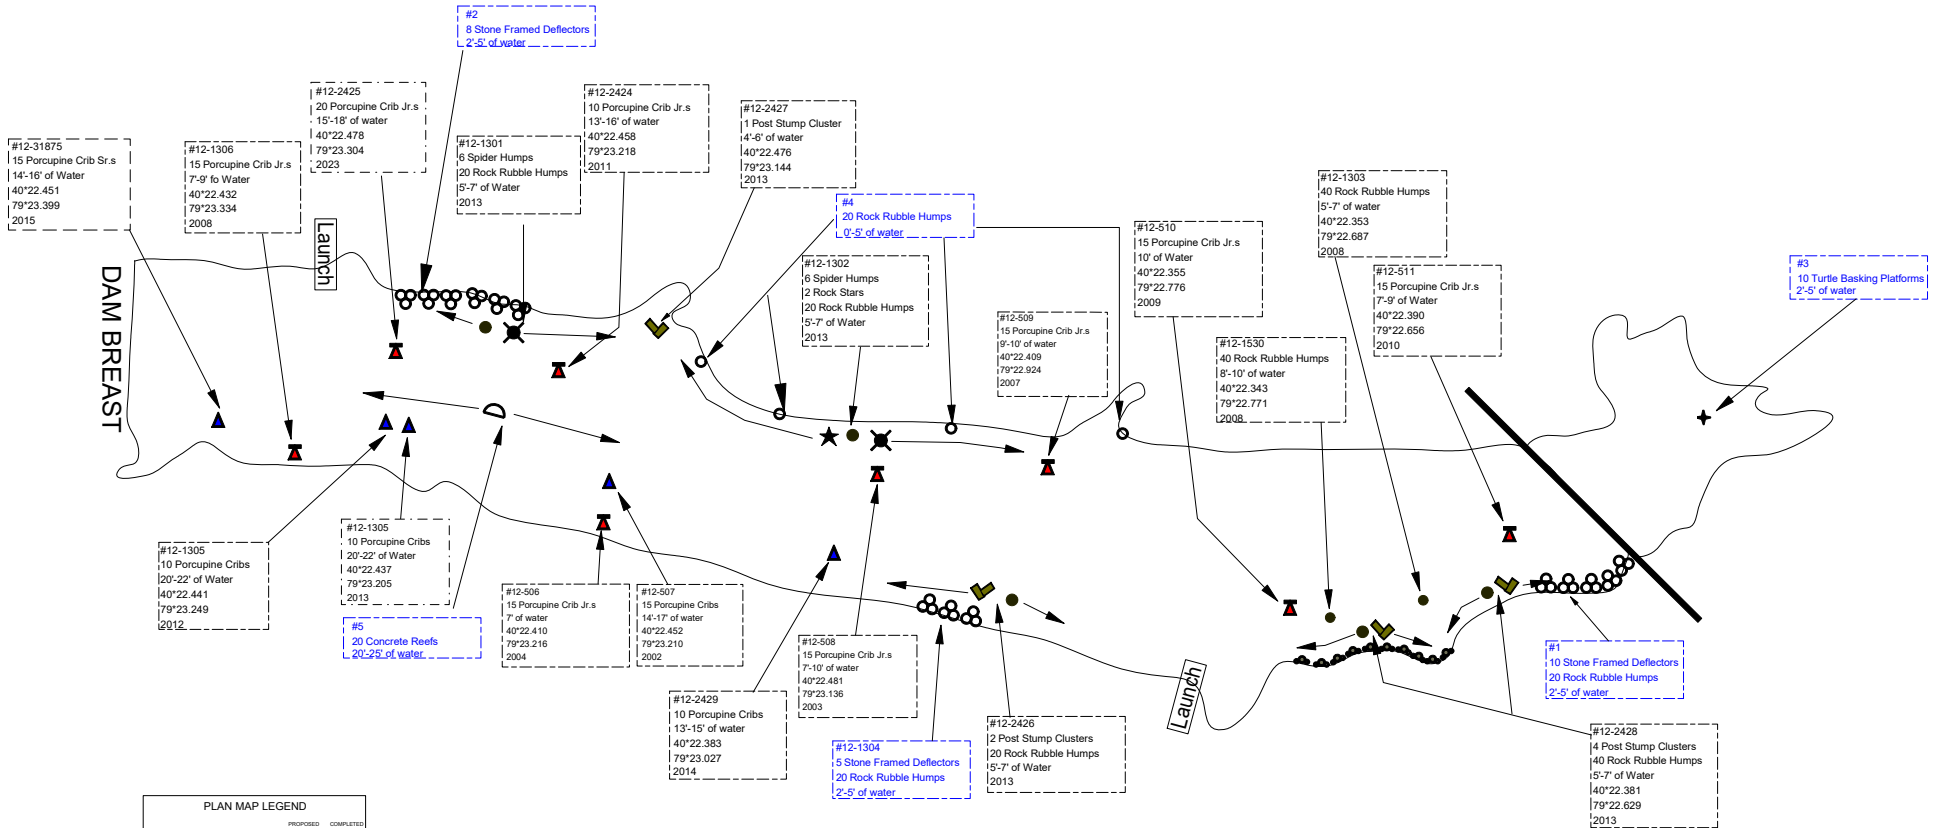 #2
8 Stone Framed Deflectors
2'-5' of water
#12-2425
20 Porcupine Crib Jr.s
15'-18' of water
40*22.478
79*23.304
2023
#12-2424
10 Porcupine Crib Jr.s
13'-16' of water
40*22.458
79*23.218
2011
#12-2427
1 Post Stump Cluster
4'-6' of water
40*22.476
79*23.144
2013
#12-31875
15 Porcupine Crib Sr.s
14'-16' of Water
40*22.451
79*23.399
2015
#12-1306
15 Porcupine Crib Jr.s
7'-9' fo Water
40*22.432
79*23.334
2008
#12-1301
6 Spider Humps
20 Rock Rubble Humps
5'-7' of Water
2013
#4
20 Rock Rubble Humps
0'-5' of water
#12-1303
40 Rock Rubble Humps
5'-7' of water
40*22.353
79*22.687
2008
#12-510
15 Porcupine Crib Jr.s
10' of Water
40*22.355
79*22.776
2009
Launch
DAM BREAST
#12-1302
6 Spider Humps
2 Rock Stars
20 Rock Rubble Humps
5'-7' of Water
2013
#12-511
15 Porcupine Crib Jr.s
7'-9' of Water
40*22.390
79*22.656
2010
#3
10 Turtle Basking Platforms
2'-5' of water
#12-509
15 Porcupine Crib Jr.s
9'-10' of water
40*22.409
79*22.924
2007
#12-1530
40 Rock Rubble Humps
8'-10' of water
40*22.343
79*22.771
2008
#12-1305
10 Porcupine Cribs
20'-22' of Water
40*22.441
79*23.249
2012
#12-1305
10 Porcupine Cribs
20'-22' of Water
40*22.437
79*23.205
2013
#5
20 Concrete Reefs
20'-25' of water
#12-506
15 Porcupine Crib Jr.s
7' of water
40*22.410
79*23.216
2004
#12-507
15 Porcupine Cribs
14'-17' of water
40*22.452
79*23.210
2002
#12-2429
10 Porcupine Cribs
13'-15' of water
40*22.383
79*23.027
2014
#12-508
15 Porcupine Crib Jr.s
7'-10' of water
40*22.481
79*23.136
2003
#12-1304
5 Stone Framed Deflectors
20 Rock Rubble Humps
2'-5' of water
#12-2426
2 Post Stump Clusters
20 Rock Rubble Humps
5'-7' of Water
2013
Launch
#1
10 Stone Framed Deflectors
20 Rock Rubble Humps
2'-5' of water
#12-2428
4 Post Stump Clusters
40 Rock Rubble Humps
5'-7' of Water
40*22.381
79*22.629
2013
PLAN MAP LEGEND
PROPOSED COMPLETED